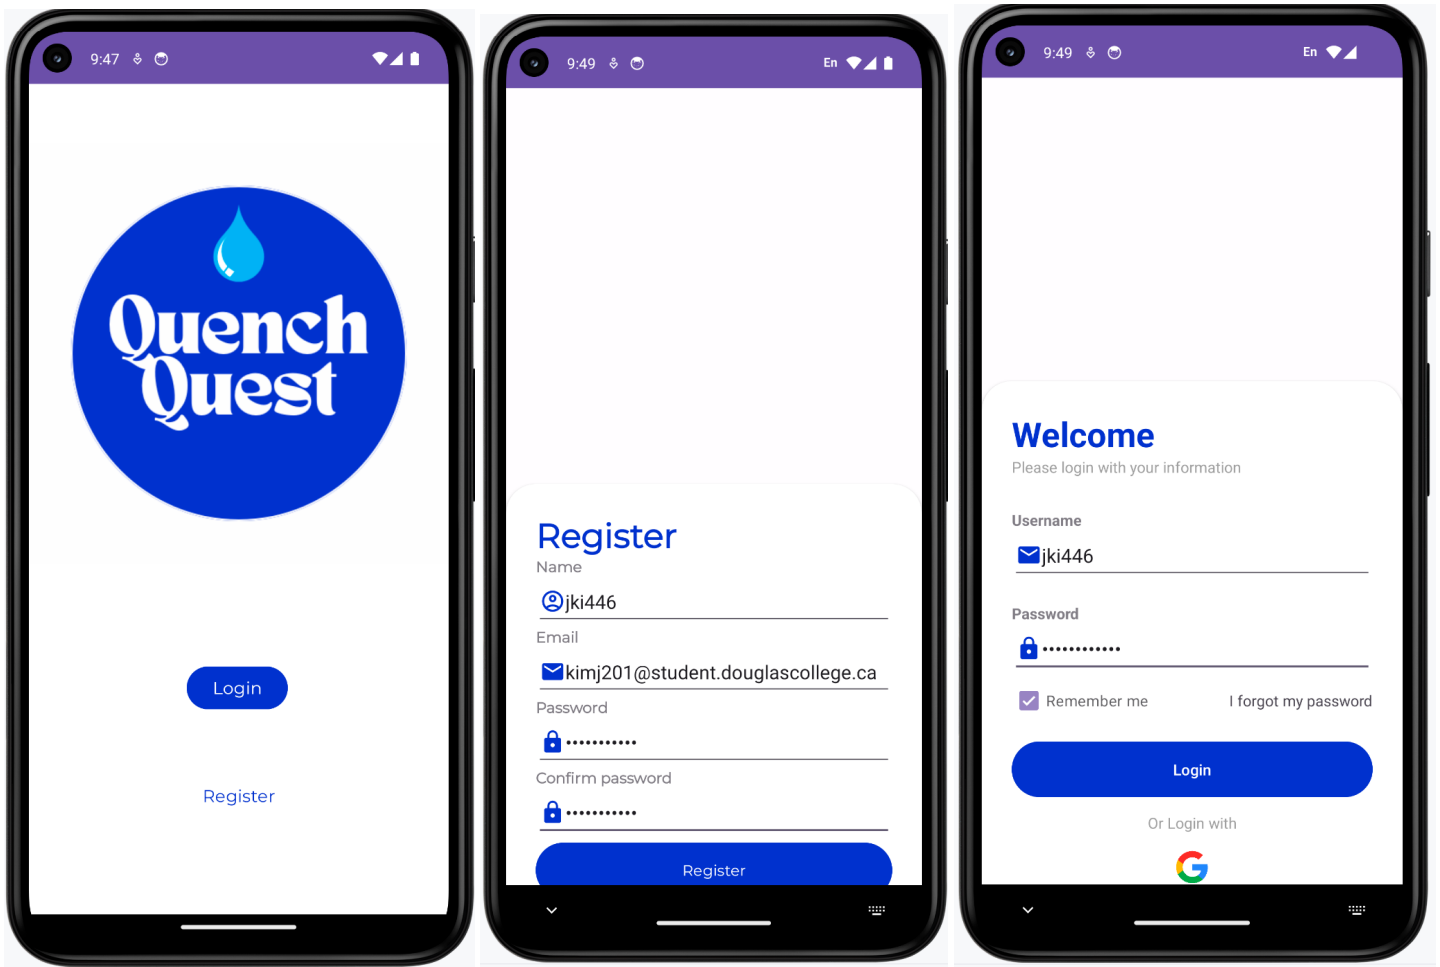 9:47
Quench
Quest
Login
Register
9:49
En
Register
Name
jki446
Email
kimj201@student.douglascollege.ca
Password
•••••••••••
Confirm password
•••••••••••
Register
9:49
En
Welcome
Please login with your information
Username
jki446
Password
••••••••••••
Remember me
I forgot my password
Login
Or Login with
G